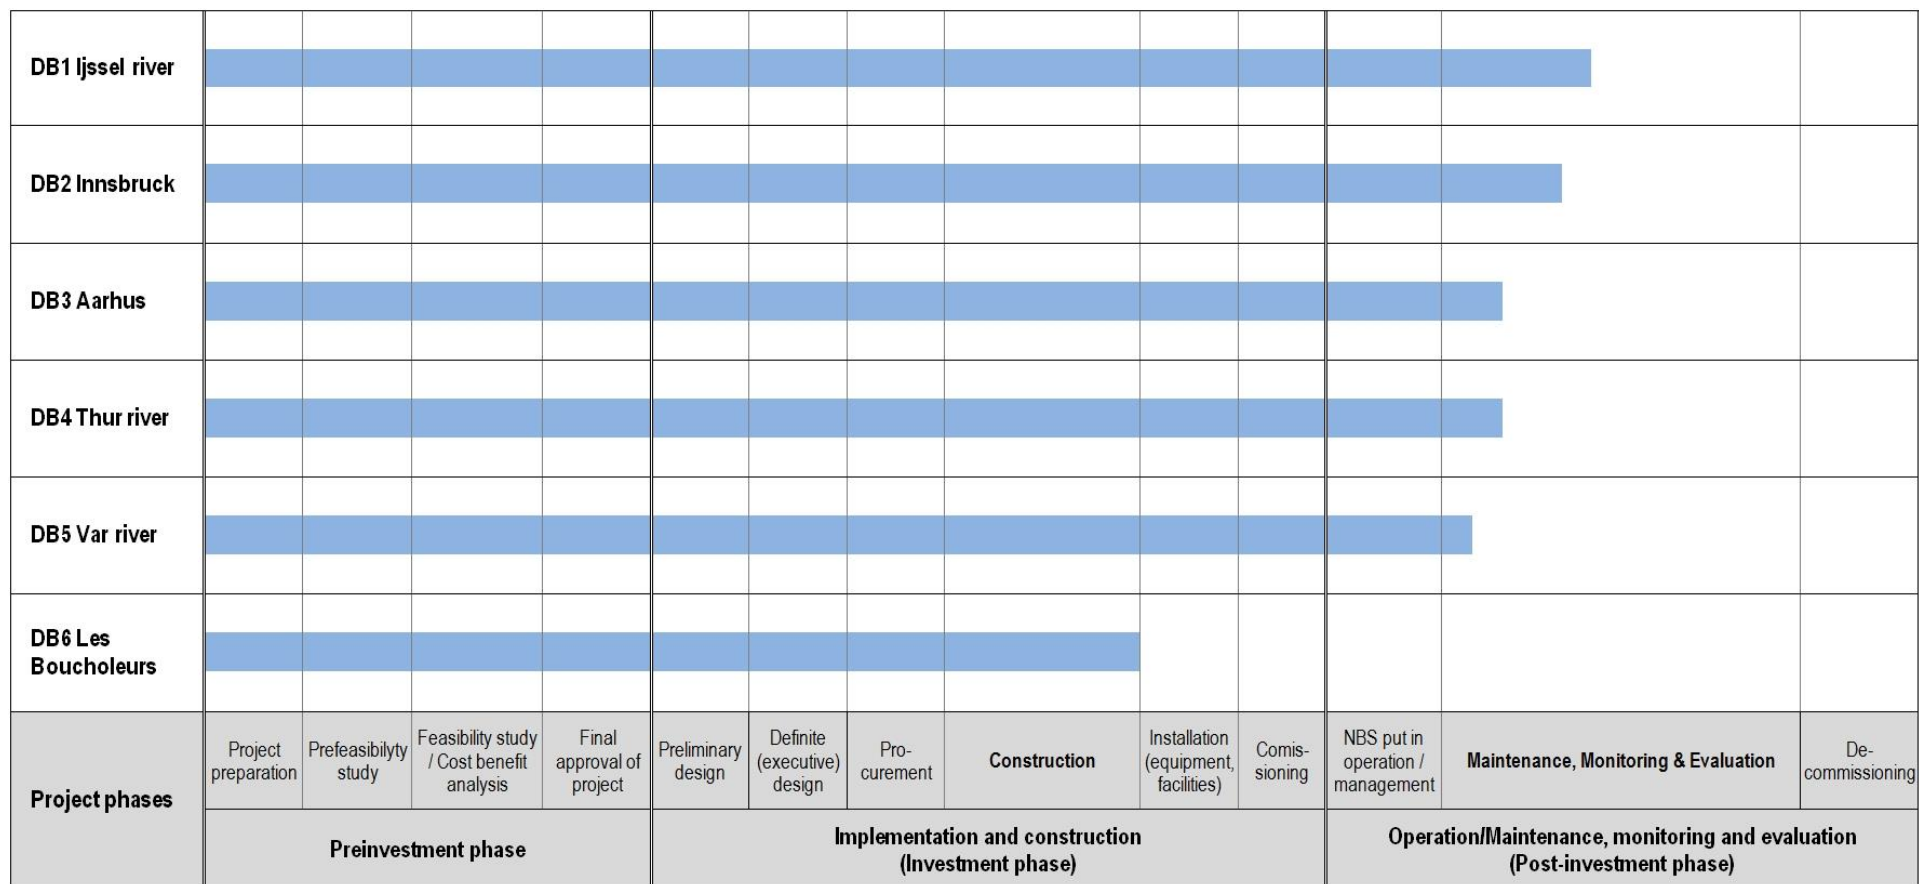 DB1 Ijssel river
DB2 Innsbruck
DB3 Aarhus
DB4 Thur river
DB5 Var river
DB6 Les
Boucholeurs
Project phases
Project
preparation
Prefeasibilyty
study
Feasibility study
/ Cost benefit
analysis
Final
approval of
project
Preliminary
design
Definite
(executive)
design
Pro-
curement
Construction
Installation
(equipment,
facilities)
Comis-
sioning
NBS put in
operation /
management
Maintenance, Monitoring & Evaluation
De-
commissioning
Preinvestment phase
Implementation and construction
(Investment phase)
Operation/Maintenance, monitoring and evaluation
(Post-investment phase)